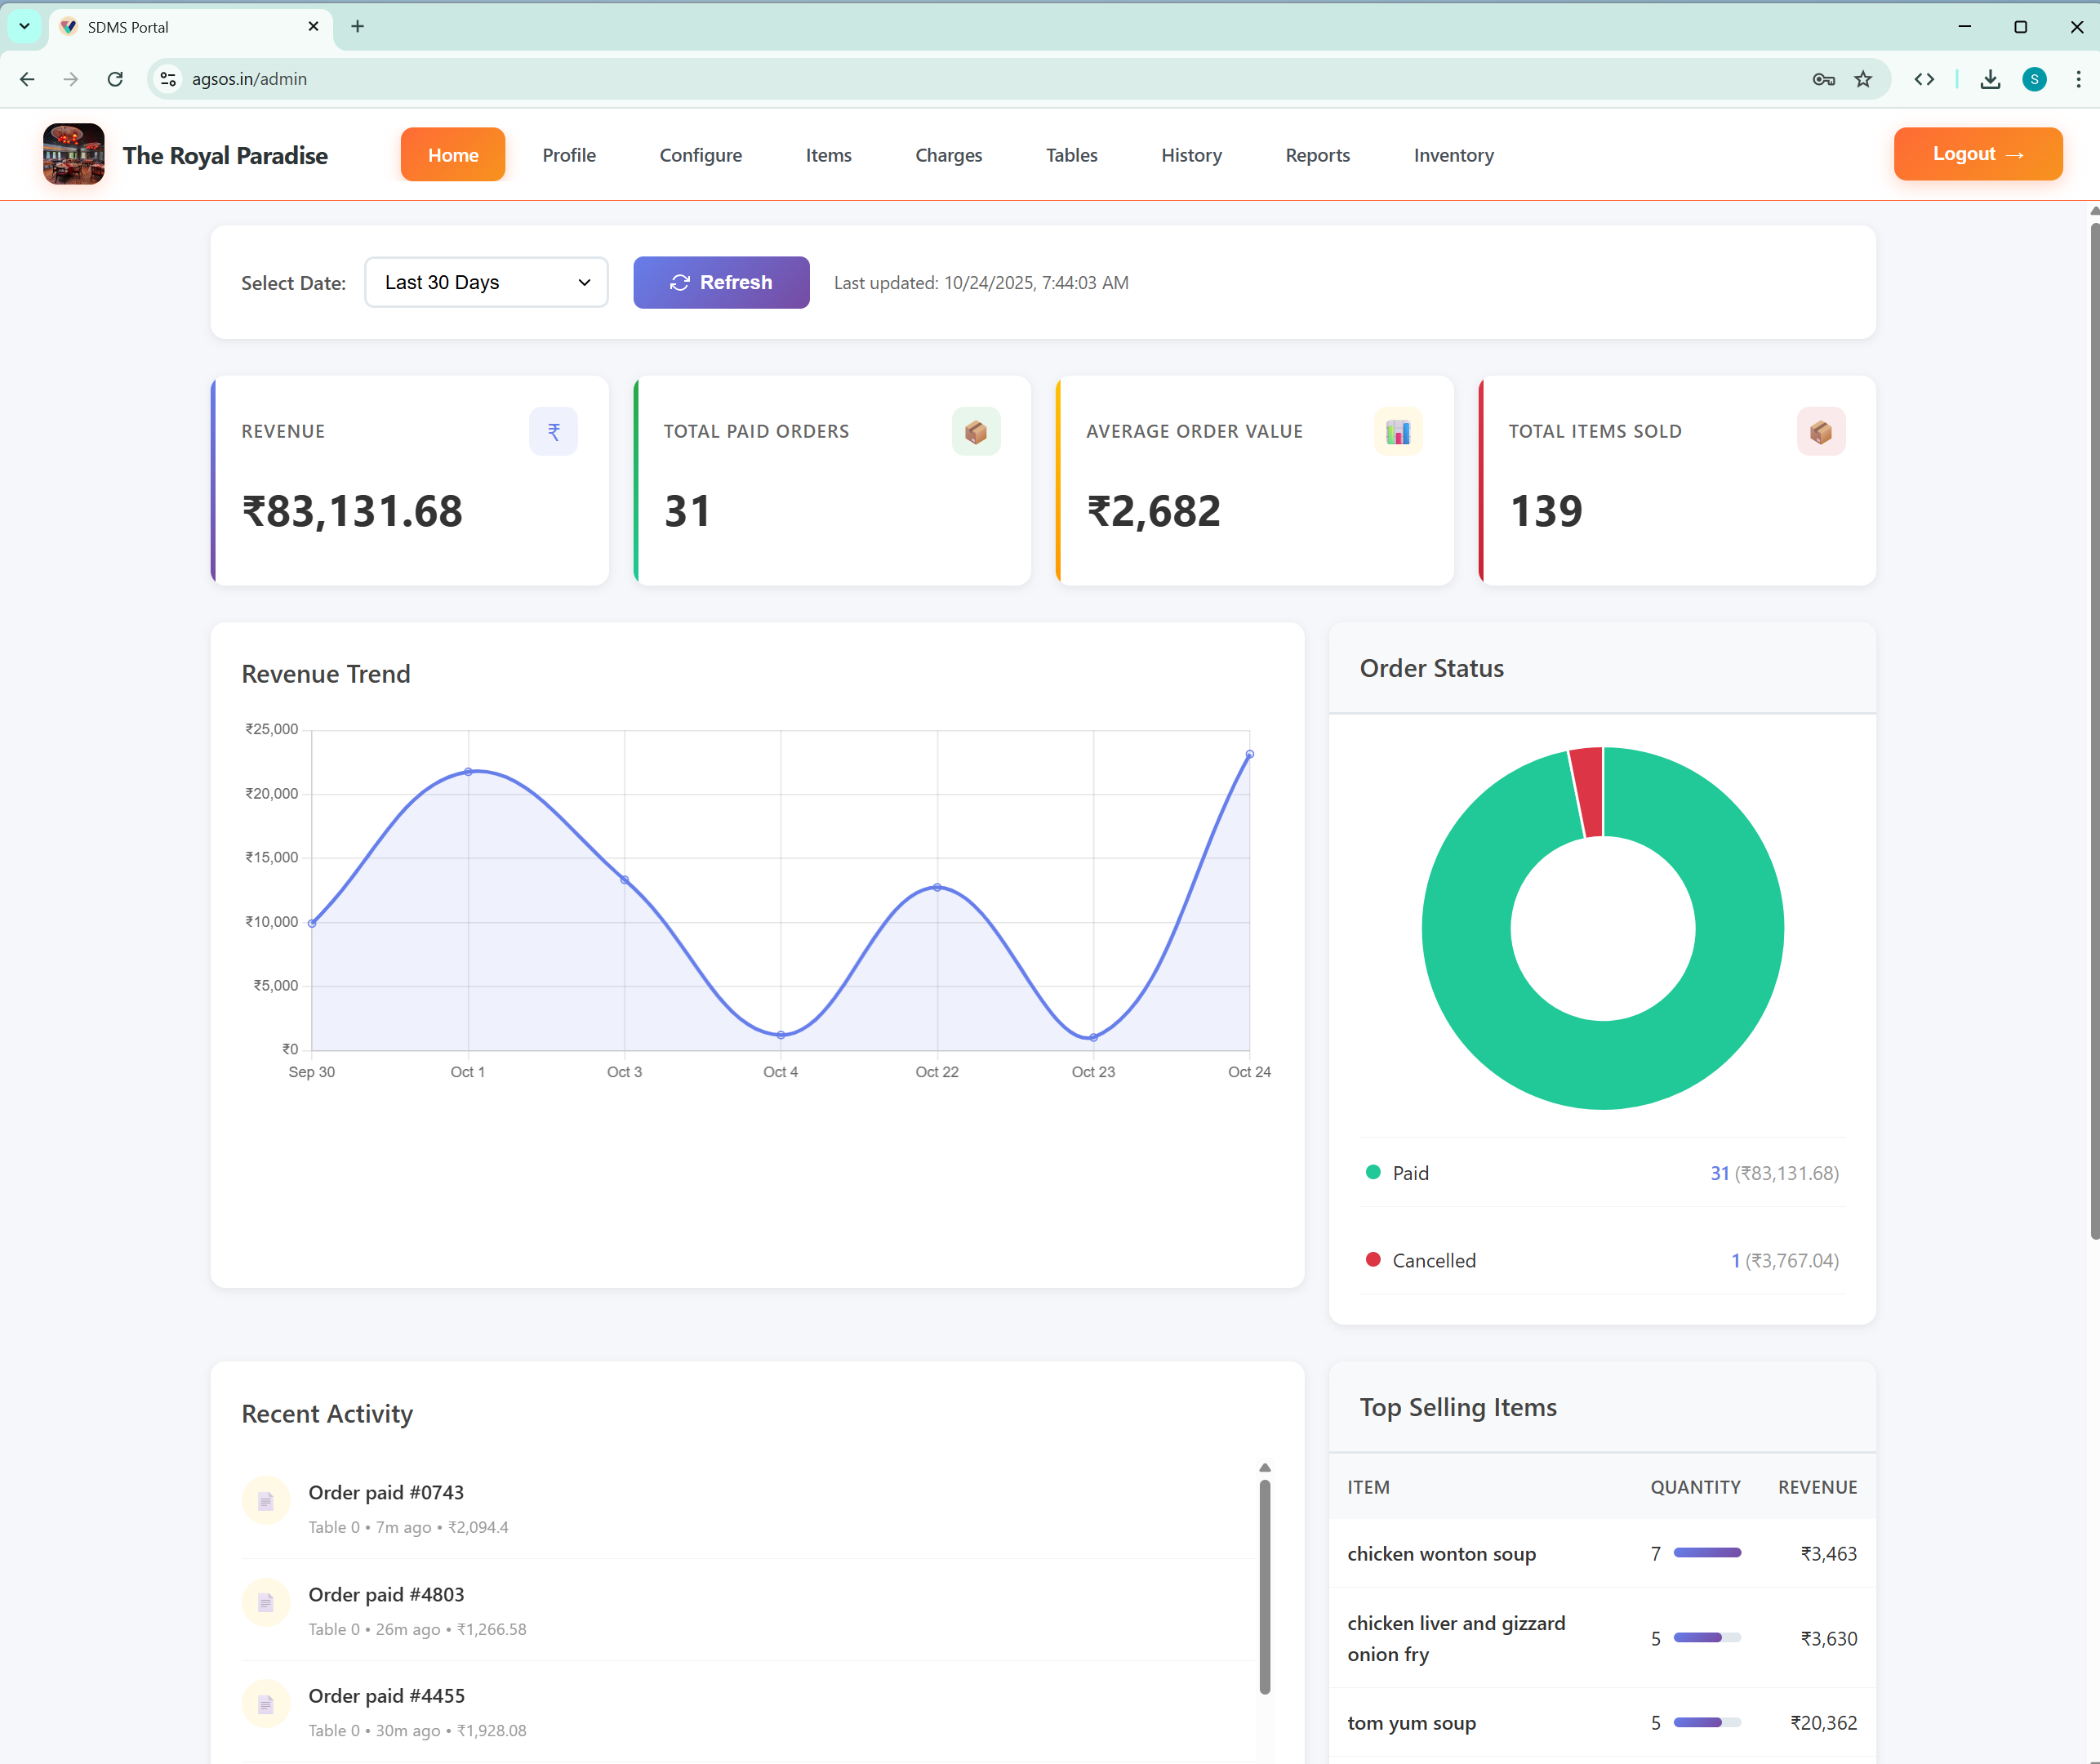 SDMS Portal
agsos.in/admin
S
The Royal Paradise
Home
Profile
Configure
Items
Charges
Tables
History
Reports
Inventory
Logout →
Select Date:
Last 30 Days
Refresh
Last updated: 10/24/2025, 7:44:03 AM
REVENUE
₹
₹83,131.68
TOTAL PAID ORDERS
31
AVERAGE ORDER VALUE
₹2,682
TOTAL ITEMS SOLD
139
Revenue Trend
₹25,000
₹20,000
₹15,000
₹10,000
₹5,000
₹0
Sep 30
Oct 1
Oct 3
Oct 4
Oct 22
Oct 23
Oct 24
Order Status
Paid
31 (₹83,131.68)
Cancelled
1 (₹3,767.04)
Recent Activity
Order paid #0743
Table 0 • 7m ago • ₹2,094.4
Order paid #4803
Table 0 • 26m ago • ₹1,266.58
Order paid #4455
Table 0 • 30m ago • ₹1,928.08
Top Selling Items
ITEM QUANTITY REVENUE
chicken wonton soup 7 ₹3,463
chicken liver and gizzard
onion fry 5 ₹3,630
tom yum soup 5 ₹20,362